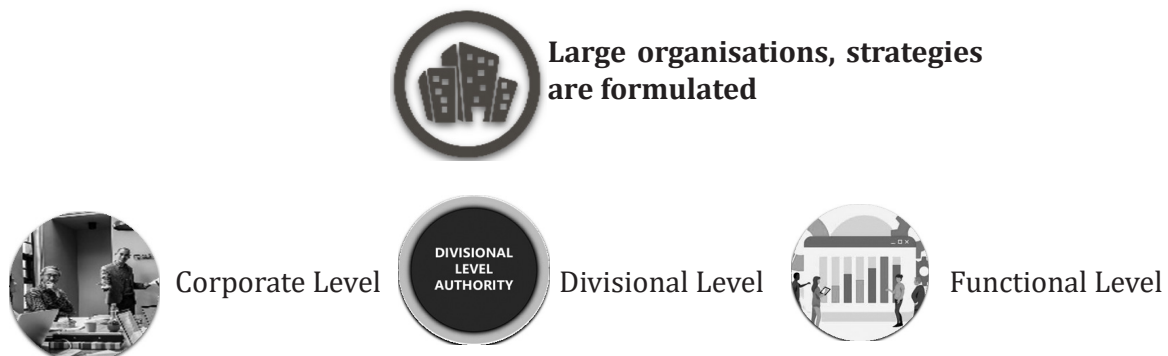 Large organisations, strategies
are formulated
Corporate Level
DIVISIONAL
LEVEL
AUTHORITY
Divisional Level
Functional Level